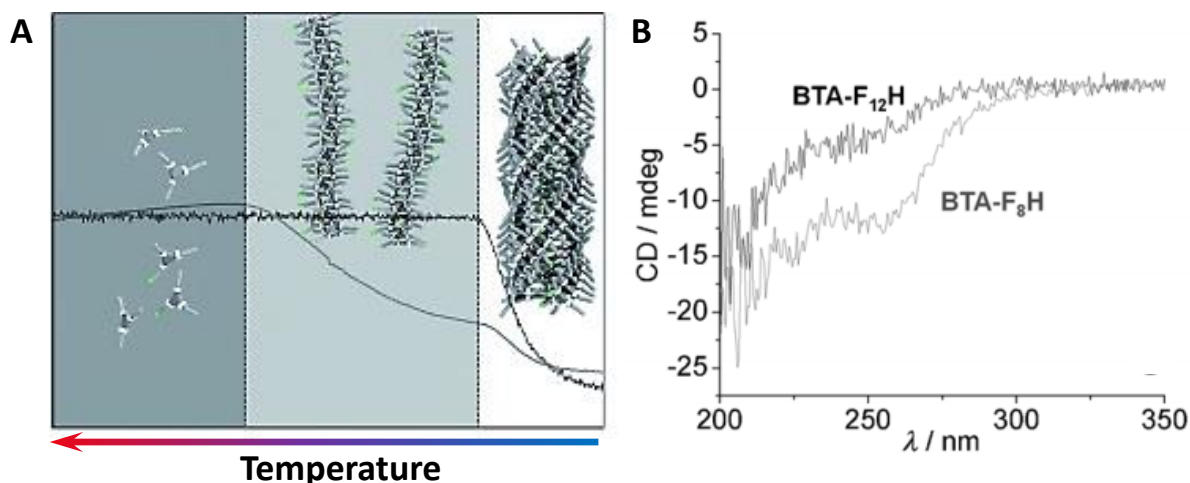 A
Temperature
B
CD / mdeg
5
0
-5
-10
-15
-20
-25
BTA-F₁₂H
BTA-F₈H
200
250
300
350
λ / nm